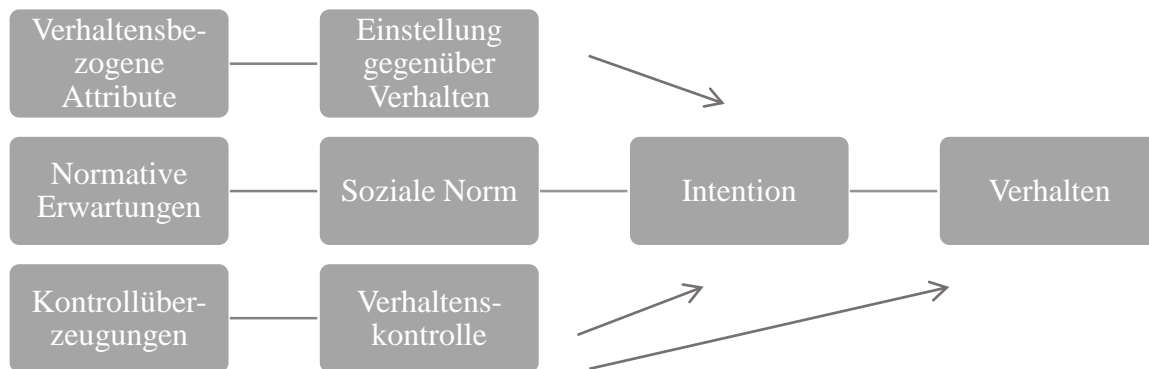 Verhaltensbe-
zogene
Attribute
Einstellung
gegenüber
Verhalten
Normative
Erwartungen
Soziale Norm
Intention
Verhalten
Kontrollüber-
zeugungen
Verhaltens-
kontrolle